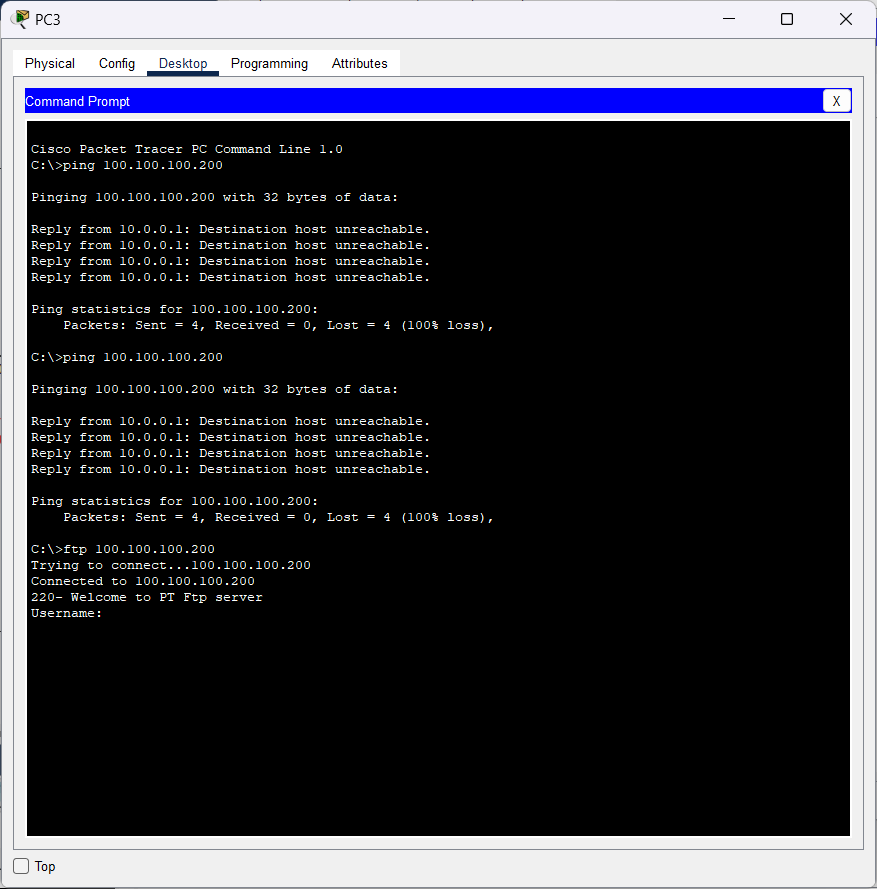 PC3
Physical Config Desktop Programming Attributes
Command Prompt X
Cisco Packet Tracer PC Command Line 1.0
C:\>ping 100.100.100.200
Pinging 100.100.100.200 with 32 bytes of data:
Reply from 10.0.0.1: Destination host unreachable.
Reply from 10.0.0.1: Destination host unreachable.
Reply from 10.0.0.1: Destination host unreachable.
Reply from 10.0.0.1: Destination host unreachable.
Ping statistics for 100.100.100.200:
Packets: Sent = 4, Received = 0, Lost = 4 (100% loss),
C:\>ping 100.100.100.200
Pinging 100.100.100.200 with 32 bytes of data:
Reply from 10.0.0.1: Destination host unreachable.
Reply from 10.0.0.1: Destination host unreachable.
Reply from 10.0.0.1: Destination host unreachable.
Reply from 10.0.0.1: Destination host unreachable.
Ping statistics for 100.100.100.200:
Packets: Sent = 4, Received = 0, Lost = 4 (100% loss),
C:\>ftp 100.100.100.200
Trying to connect...100.100.100.200
Connected to 100.100.100.200
220- Welcome to PT Ftp server
Username:
Top